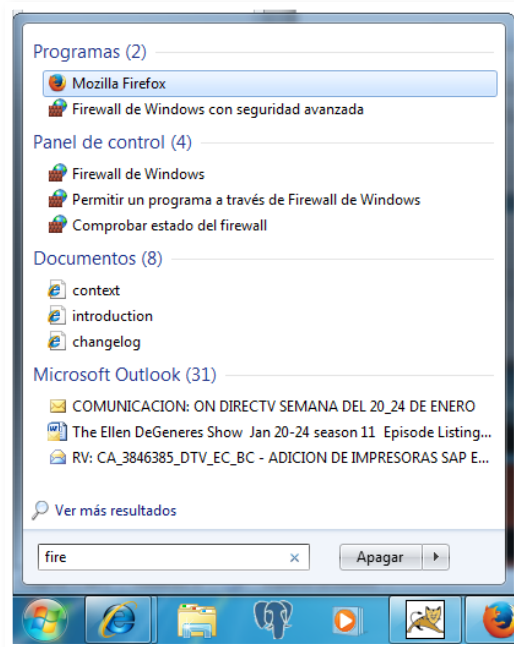 Programas (2)
Mozilla Firefox
Firewall de Windows con seguridad avanzada
Panel de control (4)
Firewall de Windows
Permitir un programa a través de Firewall de Windows
Comprobar estado del firewall
Documentos (8)
context
introduction
changelog
Microsoft Outlook (31)
COMUNICACION: ON DIRECTV SEMANA DEL 20_24 DE ENERO
The Ellen DeGeneres Show Jan 20-24 season 11 Episode Listing...
RV: CA_3846385_DTV_EC_BC - ADICION DE IMPRESORAS SAP E...
Ver más resultados
fire
Apagar